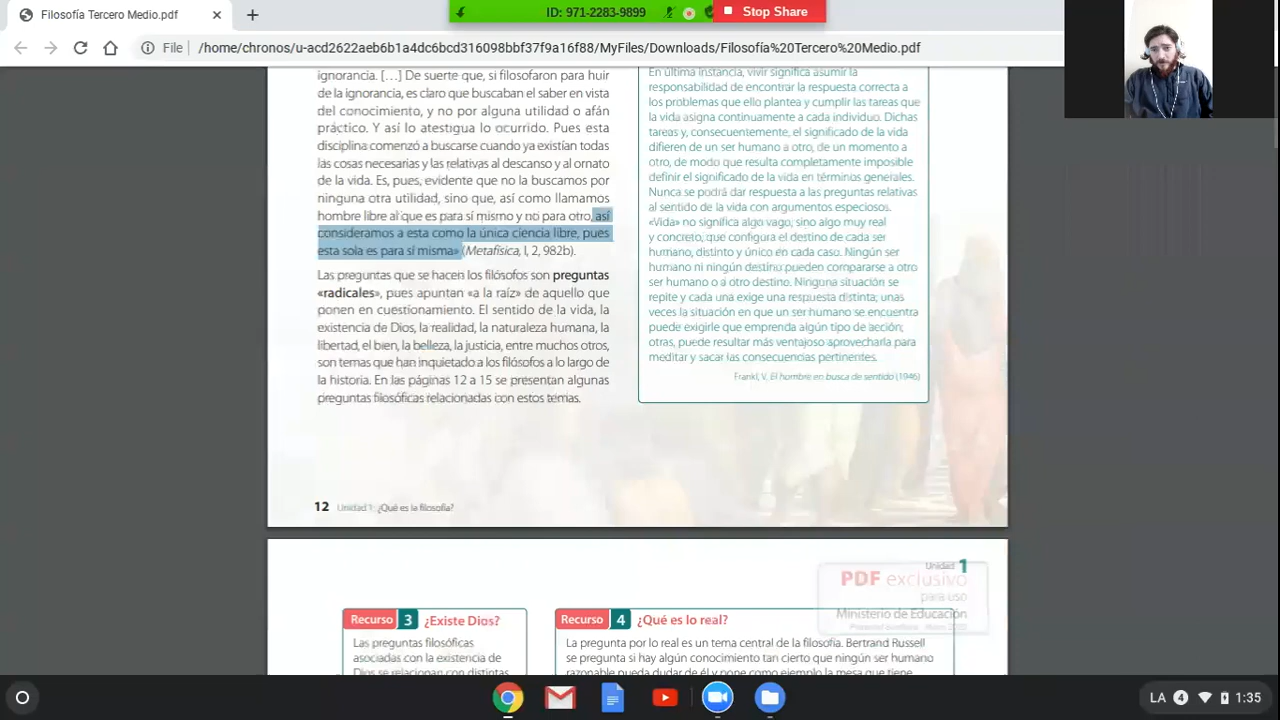 Filosofía Tercero Medio.pdf
ID: 971-2283-9899
Stop Share
File
/home/chronos/u-acd2622aeb6b1a4dc6bcd316098bbf37f9a16f88/MyFiles/Downloads/Filosofía%20Tercero%20Medio.pdf
ignorancia. […] De suerte que, si filosofaron para huir
de la ignorancia, es claro que buscaban el saber en vista
del conocimiento, y no por alguna utilidad o afán
práctico. Y así lo atestigua lo ocurrido. Pues esta
disciplina comenzó a buscarse cuando ya existían todas
las cosas necesarias y las relativas al descanso y al ornato
de la vida. Es, pues, evidente que no la buscamos por
ninguna otra utilidad, sino que, así como llamamos
hombre libre al que es para sí mismo y no para otro, así
consideramos a esta como la única ciencia libre, pues
esta sola es para sí misma» (Metafísica, I, 2, 982b).
Las preguntas que se hacen los filósofos son preguntas
«radicales», pues apuntan «a la raíz» de aquello que
ponen en cuestionamiento. El sentido de la vida, la
existencia de Dios, la realidad, la naturaleza humana, la
libertad, el bien, la belleza, la justicia, entre muchos otros,
son temas que han inquietado a los filósofos a lo largo de
la historia. En las páginas 12 a 15 se presentan algunas
preguntas filosóficas relacionadas con estos temas.
En última instancia, vivir significa asumir la
responsabilidad de encontrar la respuesta correcta a
los problemas que ello plantea y cumplir las tareas que
la vida asigna continuamente a cada individuo. Dichas
tareas y, consecuentemente, el significado de la vida
difieren de un ser humano a otro, de un momento a
otro, de modo que resulta completamente imposible
definir el significado de la vida en términos generales.
Nunca se podrá dar respuesta a las preguntas relativas
al sentido de la vida con argumentos especiosos.
«Vida» no significa algo vago; sino algo muy real
y concreto, que configura el destino de cada ser
humano, distinto y único en cada caso. Ningún ser
humano ni ningún destino pueden compararse a otro
ser humano o a otro destino. Ninguna situación se
repite y cada una exige una respuesta distinta; unas
veces la situación en que un ser humano se encuentra
puede exigirle que emprenda algún tipo de acción;
otras, puede resultar más ventajoso aprovecharla para
meditar y sacar las consecuencias pertinentes.
Frankl, V. El hombre en busca de sentido (1946)
12 Unidad 1: ¿Qué es la filosofía?
Unidad 1
PDF exclusivo
para uso
Ministerio de Educación
Recurso 3 ¿Existe Dios?
Las preguntas filosóficas
asociadas con la existencia de
Dios se relacionan con distintas
Recurso 4 ¿Qué es lo real?
La pregunta por lo real es un tema central de la filosofía. Bertrand Russell
se pregunta si hay algún conocimiento tan cierto que ningún ser humano
razonable pueda dudar de él y pone como ejemplo la mesa que tiene
LA 4 1:35